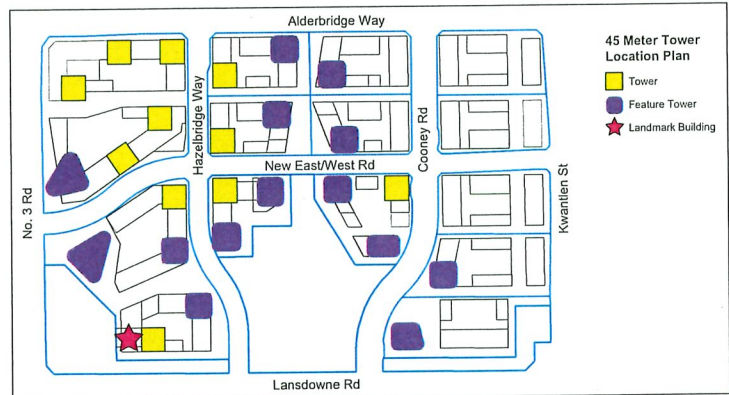 Alderbridge Way
45 Meter Tower
Location Plan
Tower
Feature Tower
Landmark Building
Hazelbridge Way
Cooney Rd
New East/West Rd
No. 3 Rd
Kwantlen St
Lansdowne Rd